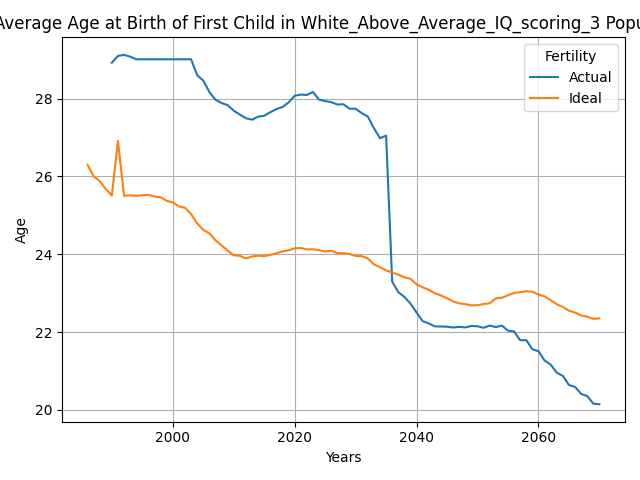 Average Age at Birth of First Child in White_Above_Average_IQ_scoring_3
Fertility
Actual
Ideal
28
26
24
22
20
Age
2000 2020 2040 2060
Years